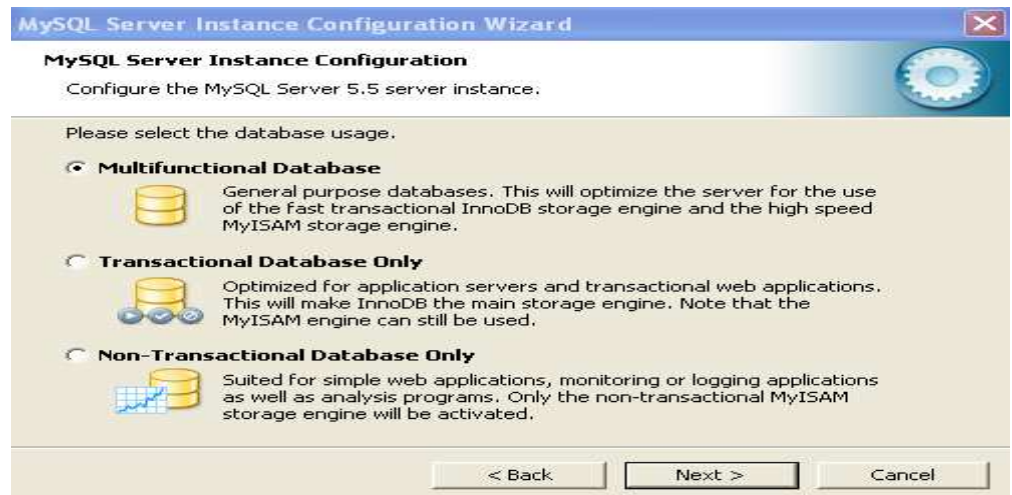 MySQL Server Instance Configuration Wizard
MySQL Server Instance Configuration
Configure the MySQL Server 5.5 server instance.
Please select the database usage.
Multifunctional Database
General purpose databases. This will optimize the server for the use
of the fast transactional InnoDB storage engine and the high speed
MyISAM storage engine.
Transactional Database Only
Optimized for application servers and transactional web applications.
This will make InnoDB the main storage engine. Note that the
MyISAM engine can still be used.
Non-Transactional Database Only
Suited for simple web applications, monitoring or logging applications
as well as analysis programs. Only the non-transactional MyISAM
storage engine will be activated.
< Back
Next >
Cancel